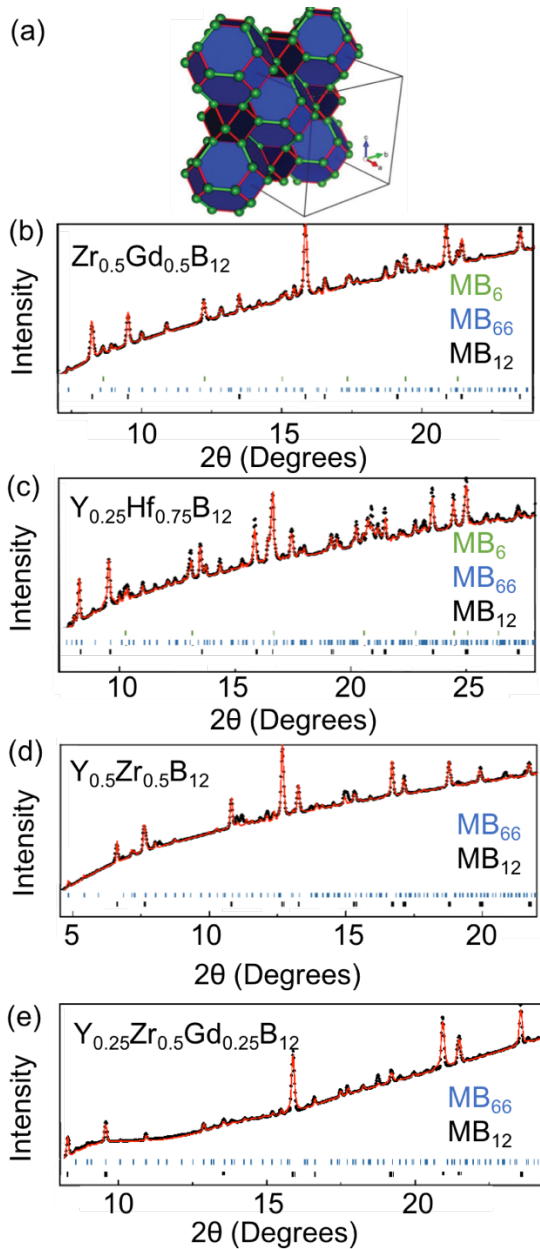 (a)
(b)
Zr0.5Gd0.5B12
MB6
MB66
MB12
Intensity
10 15 20
2θ (Degrees)
(c)
Y0.25Hf0.75B12
MB6
MB66
MB12
Intensity
10 15 20 25
2θ (Degrees)
(d)
Y0.5Zr0.5B12
MB66
MB12
Intensity
5 10 15 20
2θ (Degrees)
(e)
Y0.25Zr0.5Gd0.25B12
MB66
MB12
Intensity
10 15 20
2θ (Degrees)